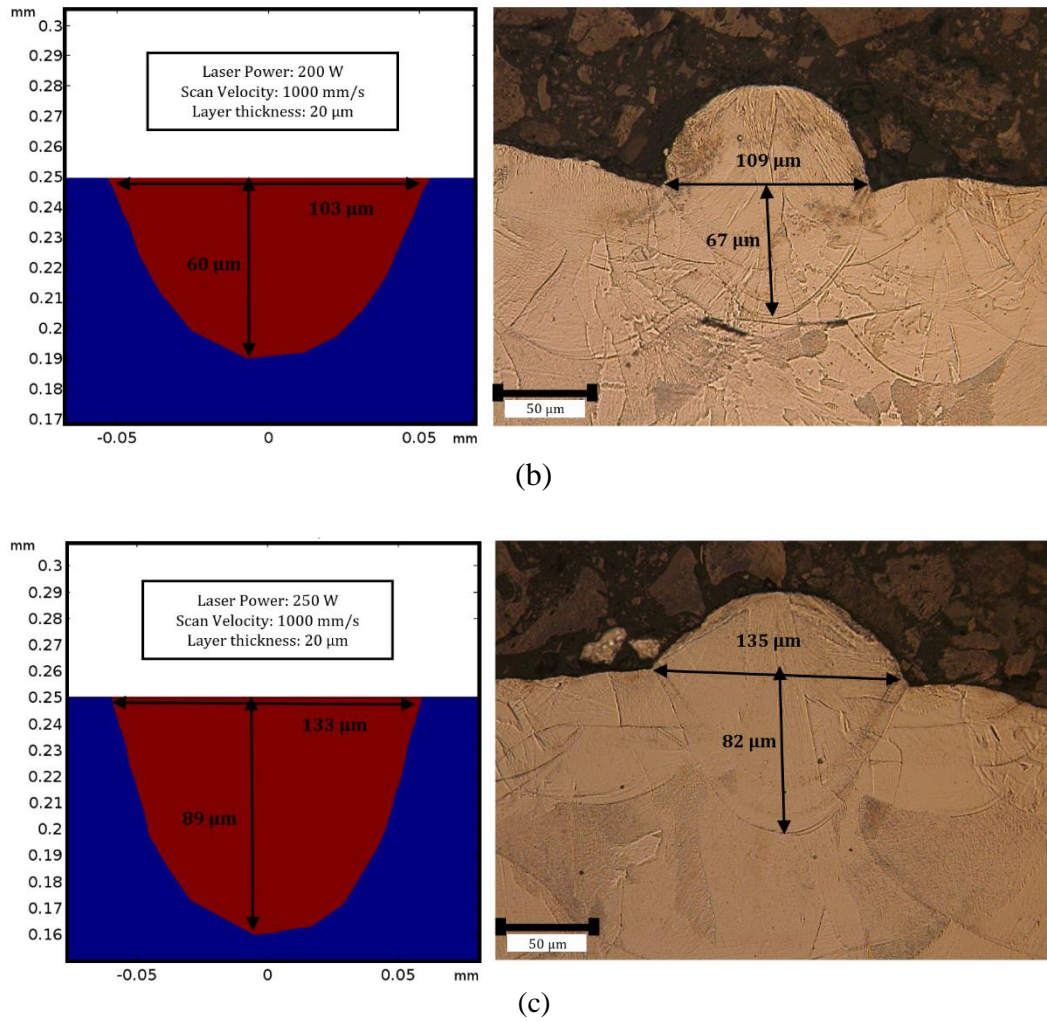 mm
0.3
0.29
0.28
0.27
0.26
0.25
0.24
0.23
0.22
0.21
0.2
0.19
0.18
0.17
Laser Power: 200 W
Scan Velocity: 1000 mm/s
Layer thickness: 20 µm
103 µm
60 µm
-0.05
0
0.05
mm
109 µm
67 µm
50 µm
(b)
mm
0.3
0.29
0.28
0.27
0.26
0.25
0.24
0.23
0.22
0.21
0.2
0.19
0.18
0.17
0.16
Laser Power: 250 W
Scan Velocity: 1000 mm/s
Layer thickness: 20 µm
133 µm
89 µm
-0.05
0
0.05
mm
135 µm
82 µm
50 µm
(c)